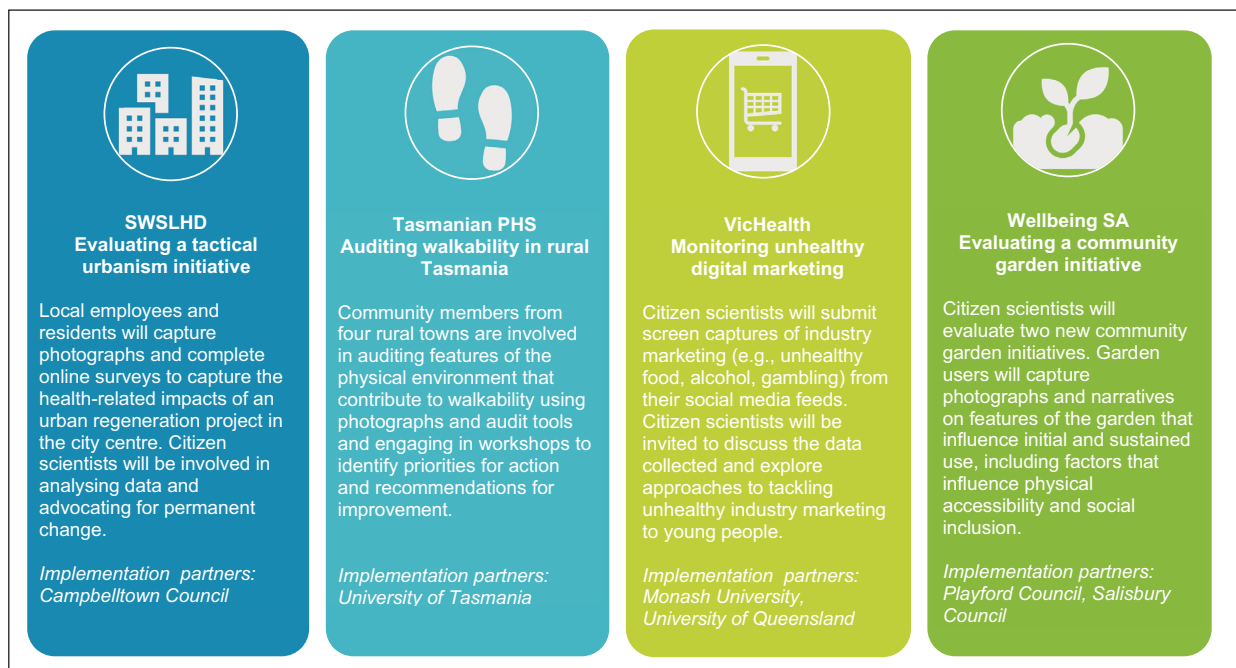 SWSLHD
Evaluating a tactical
urbanism initiative
Local employees and
residents will capture
photographs and complete
online surveys to capture the
health-related impacts of an
urban regeneration project in
the city centre. Citizen
scientists will be involved in
analysing data and
advocating for permanent
change.
Implementation partners:
Campbelltown Council
Tasmanian PHS
Auditing walkability in rural
Tasmania
Community members from
four rural towns are involved
in auditing features of the
physical environment that
contribute to walkability using
photographs and audit tools
and engaging in workshops to
identify priorities for action
and recommendations for
improvement.
Implementation partners:
University of Tasmania
VicHealth
Monitoring unhealthy
digital marketing
Citizen scientists will submit
screen captures of industry
marketing (e.g., unhealthy
food, alcohol, gambling) from
their social media feeds.
Citizen scientists will be
invited to discuss the data
collected and explore
approaches to tackling
unhealthy industry marketing
to young people.
Implementation partners:
Monash University,
University of Queensland
Wellbeing SA
Evaluating a community
garden initiative
Citizen scientists will
evaluate two new community
garden initiatives. Garden
users will capture
photographs and narratives
on features of the garden that
influence initial and sustained
use, including factors that
influence physical
accessibility and social
inclusion.
Implementation partners:
Playford Council, Salisbury
Council